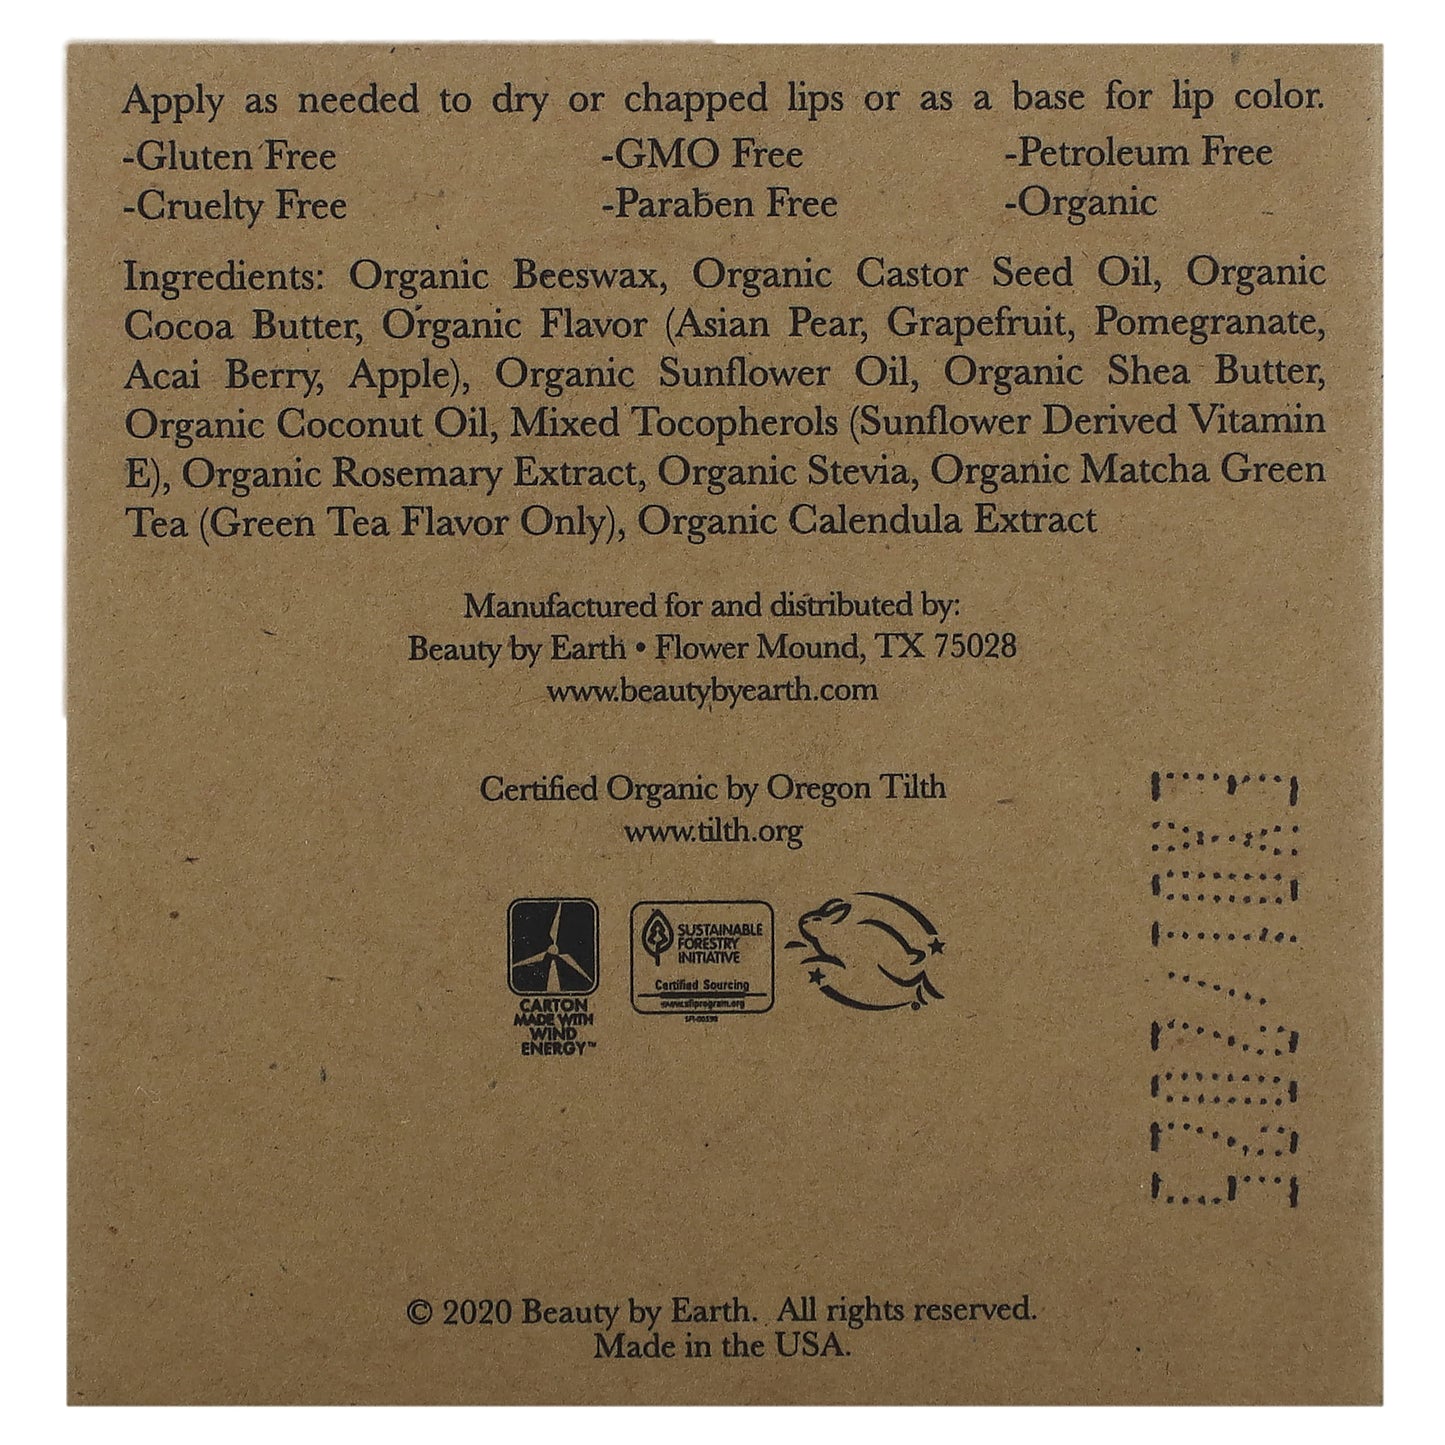 Apply as needed to dry or chapped lips or as a base for lip color.
-Gluten Free -GMO Free -Petroleum Free
-Cruelty Free -Paraben Free -Organic
Ingredients: Organic Beeswax, Organic Castor Seed Oil, Organic
Cocoa Butter, Organic Flavor (Asian Pear, Grapefruit, Pomegranate,
Acai Berry, Apple), Organic Sunflower Oil, Organic Shea Butter,
Organic Coconut Oil, Mixed Tocopherols (Sunflower Derived Vitamin
E), Organic Rosemary Extract, Organic Stevia, Organic Matcha Green
Tea (Green Tea Flavor Only), Organic Calendula Extract
Manufactured for and distributed by:
Beauty by Earth • Flower Mound, TX 75028
www.beautybyearth.com
Certified Organic by Oregon Tilth
www.tilth.org
CARTON
MADE WITH
WIND
ENERGY™
SUSTAINABLE
FORESTRY
INITIATIVE
Certified Sourcing
www.sfiprogram.org
EX01/2025
© 2020 Beauty by Earth. All rights reserved.
Made in the USA.